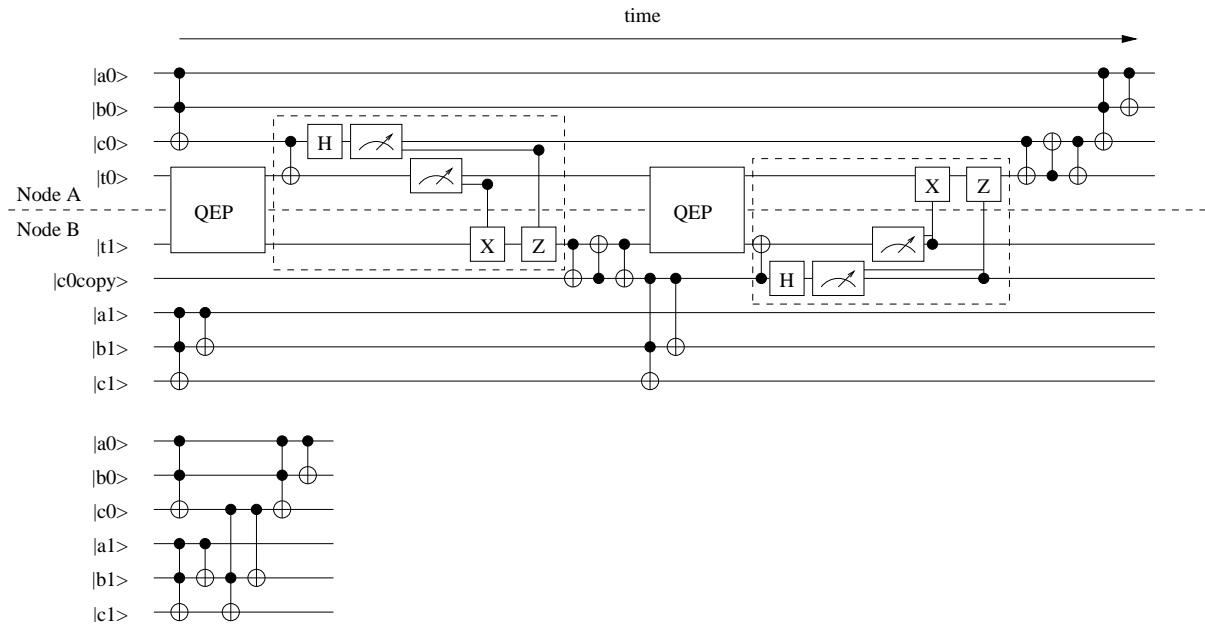 time
|a0>
|b0>
|c0>
H
|t0>
Node A
QEP
QEP
X
Z
Node B
|t1>
X
Z
|c0copy>
H
|a1>
|b1>
|c1>
|a0>
|b0>
|c0>
|a1>
|b1>
|c1>